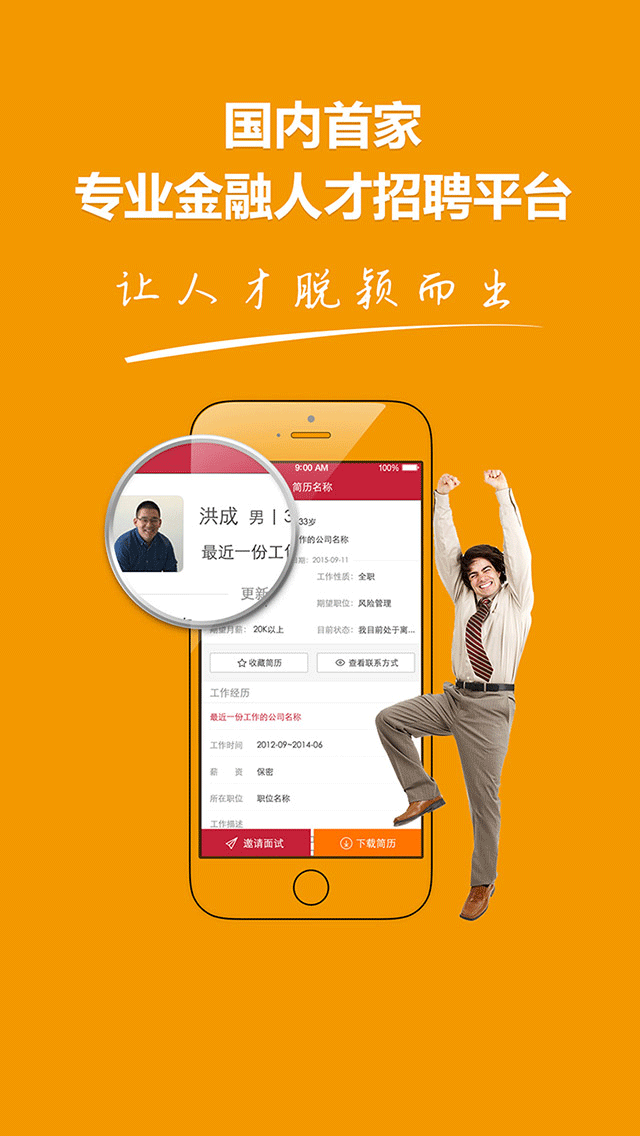 国内首家
专业金融人才招聘平台
让人才脱颖而出
9:00 AM 100%
简历名称
洪成 男 | 3
33岁
最近一份工作的公司名称
更新日期：2015-09-11
工作性质：全职
期望职位：风险管理
期望月薪：20K以上 目前状态：我目前处于离...
收藏简历 查看联系方式
工作经历
最近一份工作的公司名称
工作时间 2012-09~2014-06
薪 资 保密
所在职位 职位名称
工作描述
邀请面试 下载简历